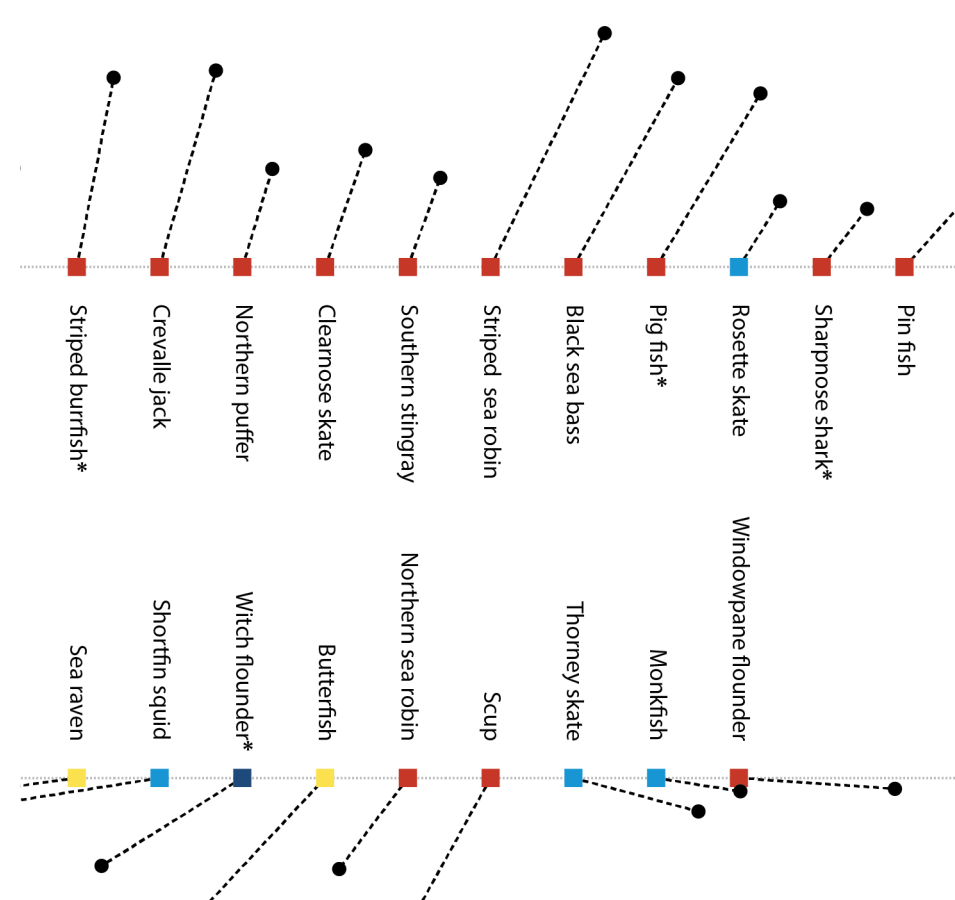 Striped burrfish*
Crevalle jack
Northern puffer
Clearnose skate
Southern stingray
Striped  sea robin
Black sea bass
Pig fish*
Rosette skate
Sharpnose shark*
Pin fish
Sea raven
Shortfin squid
Witch flounder*
Butterfish
Northern sea robin
Scup
Thorney skate
Monkfish
Windowpane flounder